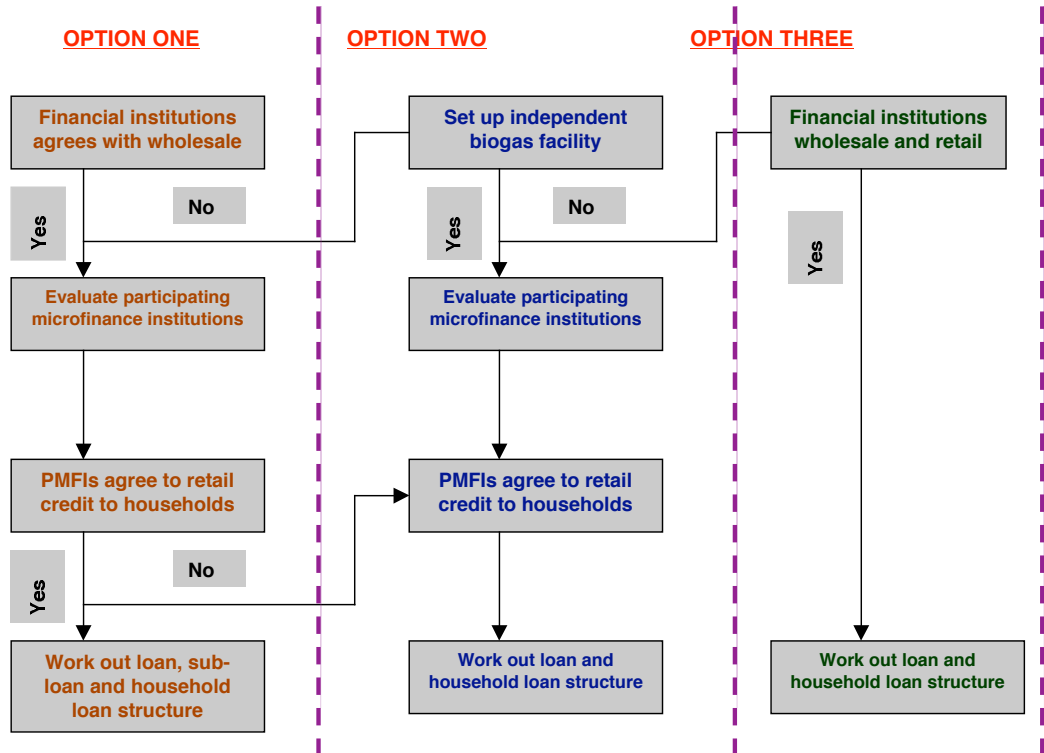 OPTION ONE
OPTION TWO
OPTION THREE
Financial institutions
agrees with wholesale
Set up independent
biogas facility
Financial institutions
wholesale and retail
Yes
No
Yes
No
Yes
Evaluate participating
microfinance institutions
Evaluate participating
microfinance institutions
PMFIs agree to retail
credit to households
PMFIs agree to retail
credit to households
Yes
No
Work out loan, sub-
loan and household
loan structure
Work out loan and
household loan structure
Work out loan and
household loan structure